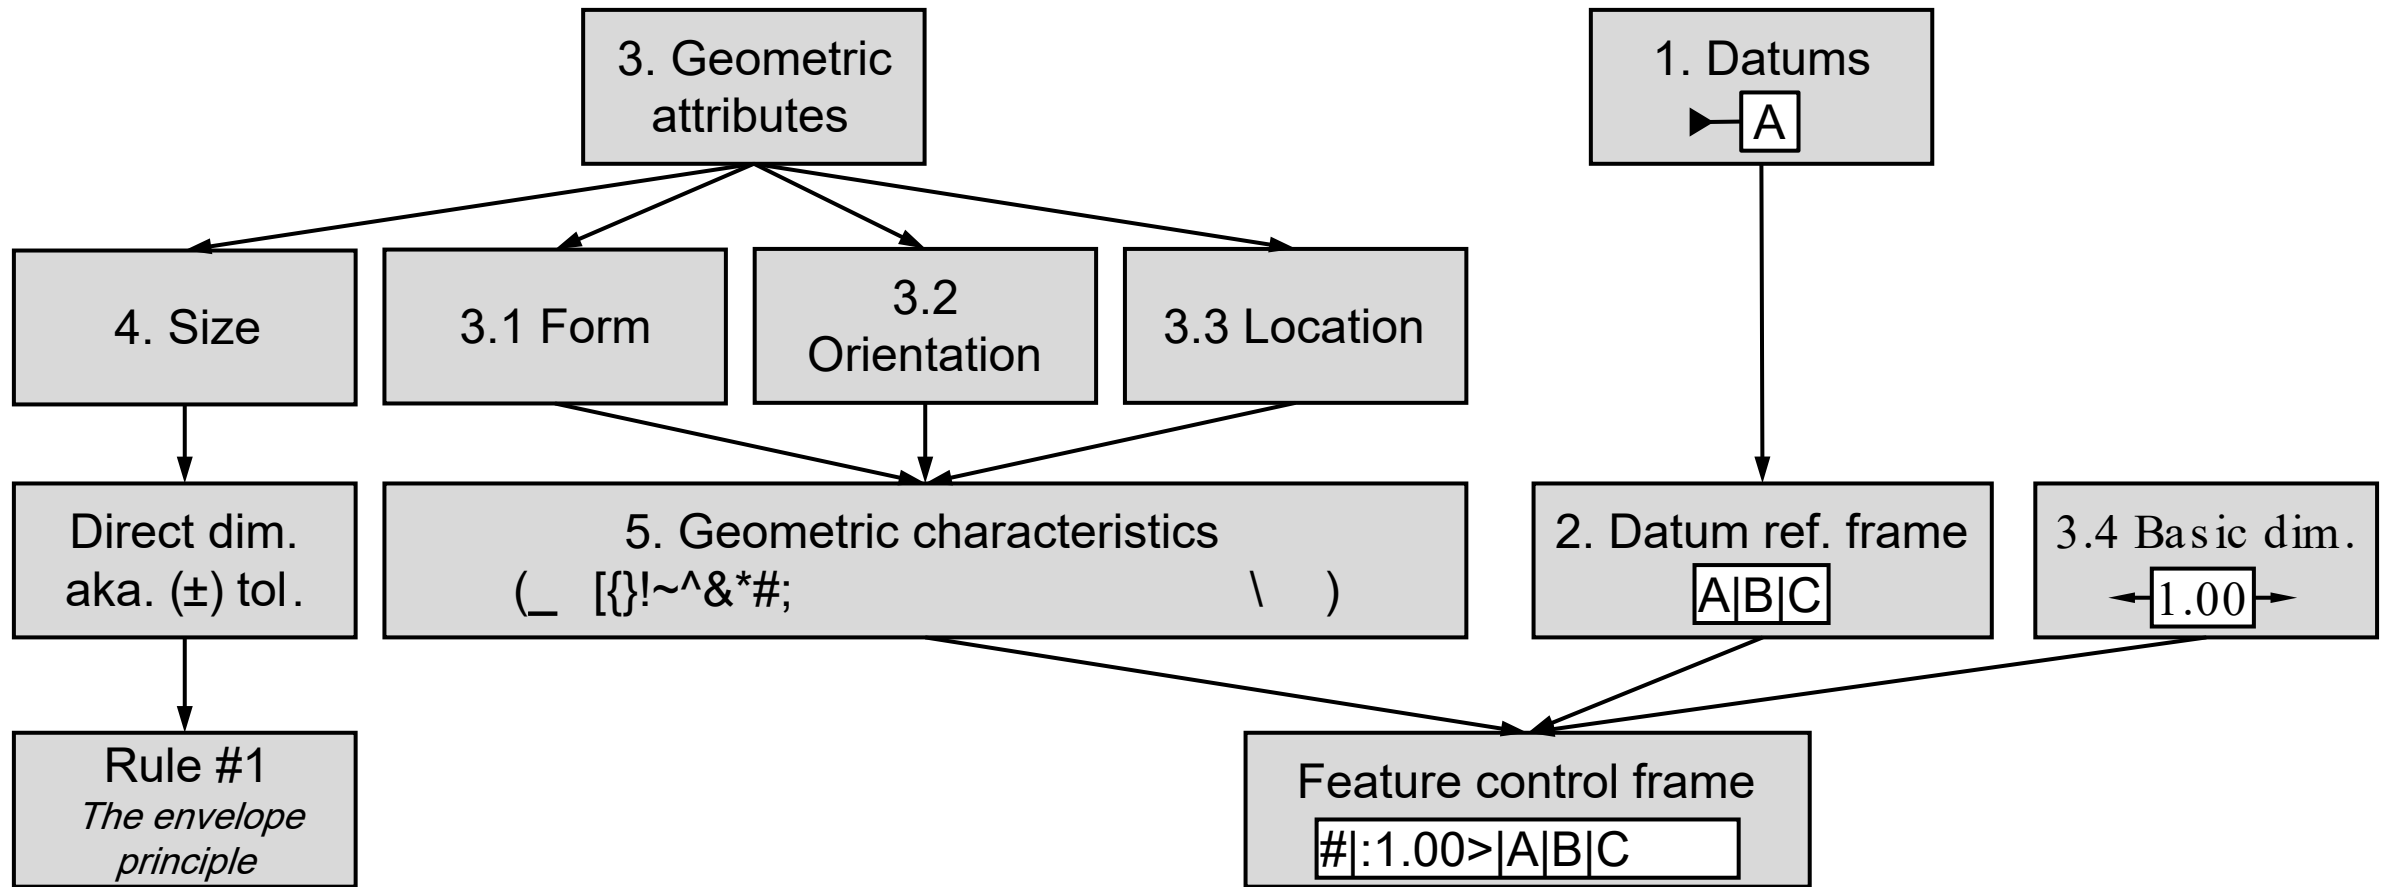 3. Geometric
attributes
1. Datums
A
4. Size
3.1 Form
3.2
Orientation
3.3 Location
Direct dim.
aka. (±) tol.
5. Geometric characteristics
(_ [{}!~^&*#; \ )
2. Datum ref. frame
A|B|C
3.4 Basic dim.
1.00
Rule #1
The envelope
principle
Feature control frame
#|:1.00>|A|B|C